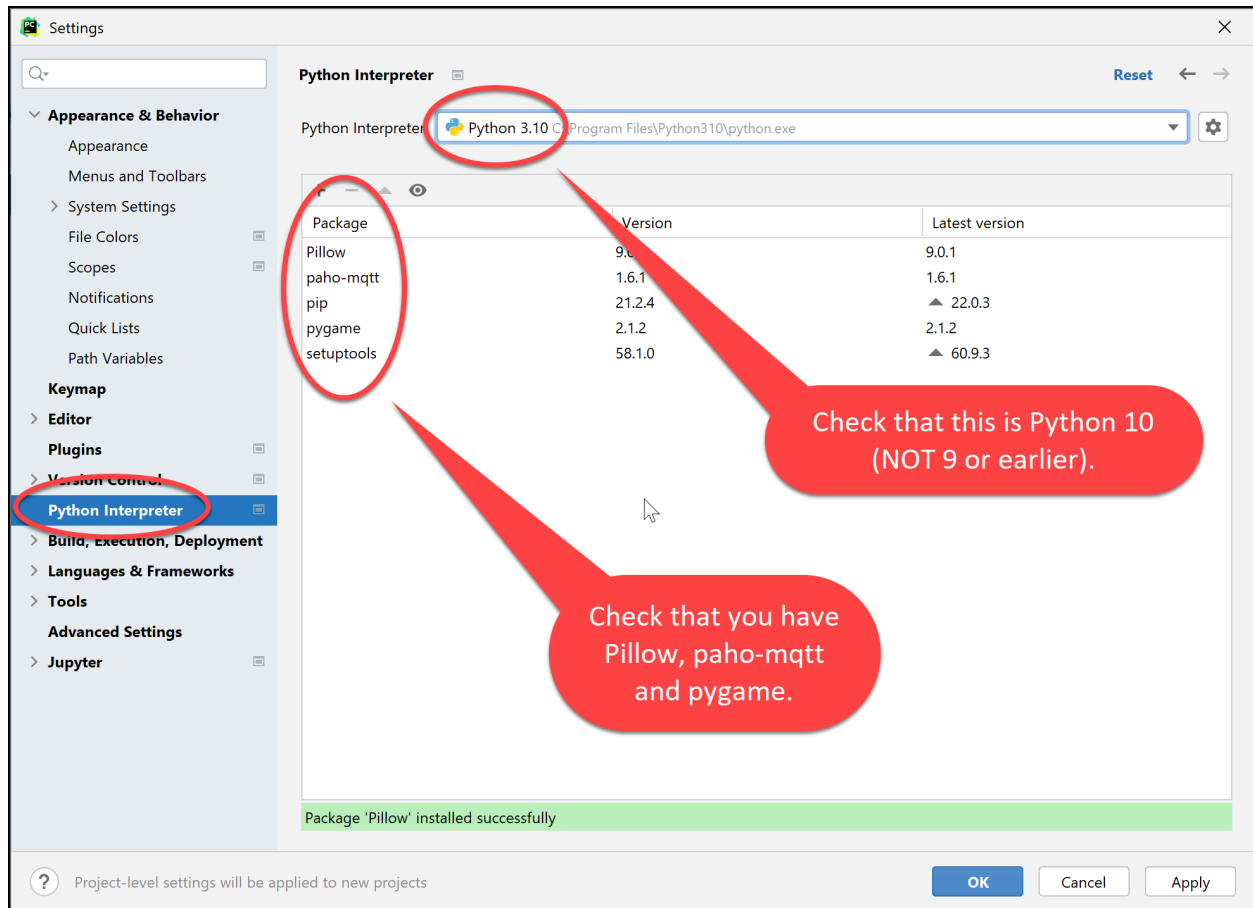 PC
Settings
Appearance & Behavior
Appearance
Menus and Toolbars
System Settings
File Colors
Scopes
Notifications
Quick Lists
Path Variables
Keymap
Editor
Plugins
Version Control
Python Interpreter
Build, Execution, Deployment
Languages & Frameworks
Tools
Advanced Settings
Jupyter
Python Interpreter
Reset
Python Interpreter Python 3.10 C:\Program Files\Python310\python.exe
Package Version Latest version
Pillow 9.0.1
paho-mqtt 1.6.1 1.6.1
pip 21.2.4 22.0.3
pygame 2.1.2 2.1.2
setuptools 58.1.0 60.9.3
Check that this is Python 10
(NOT 9 or earlier).
Check that you have
Pillow, paho-mqtt
and pygame.
Package 'Pillow' installed successfully
? Project-level settings will be applied to new projects
OK Cancel Apply